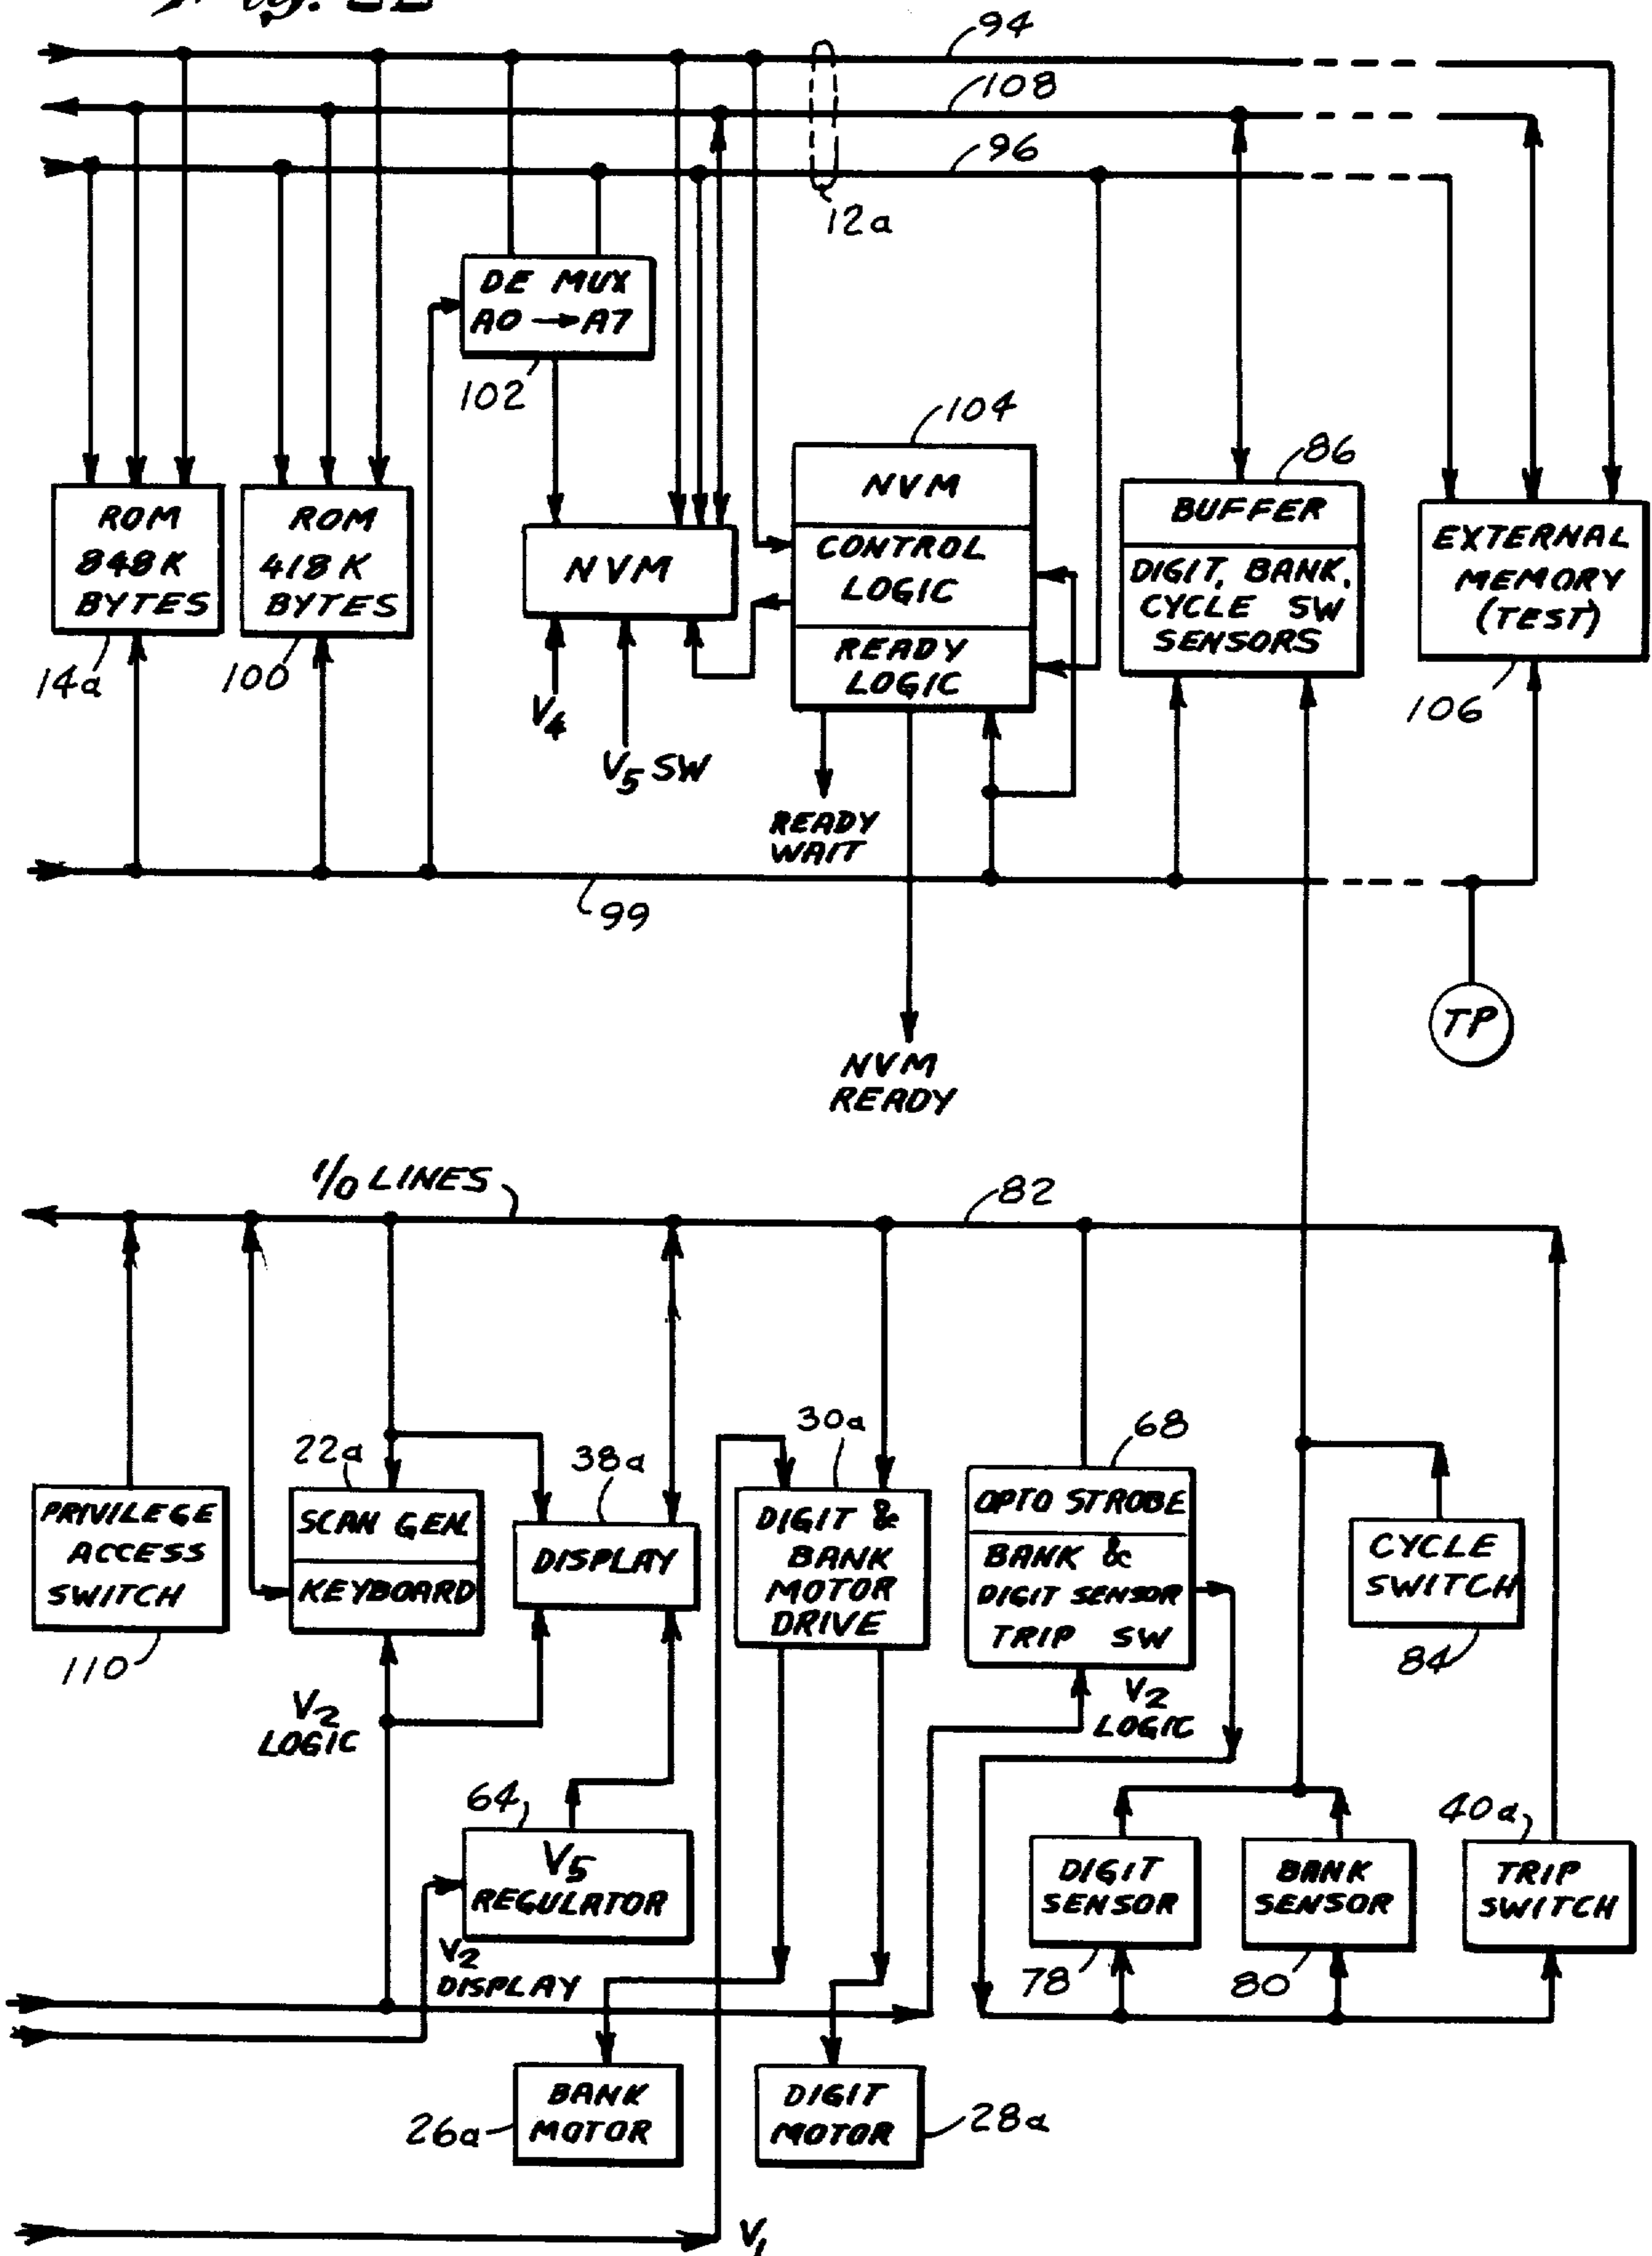 94
108
96
12a
DE MUX
A0 → A7
102
104
86
ROM
848K
BYTES
14a
ROM
418K
BYTES
100
NVM
V4
V5 SW
NVM
CONTROL
LOGIC
READY
LOGIC
READY
WAIT
NVM
READY
BUFFER
DIGIT, BANK,
CYCLE SW
SENSORS
EXTERNAL
MEMORY
(TEST)
106
99
TP
I/O LINES
82
PRIVILEGE
ACCESS
SWITCH
110
22a
SCAN GEN.
KEYBOARD
38a
DISPLAY
30a
DIGIT &
BANK
MOTOR
DRIVE
68
OPTO STROBE
BANK &
DIGIT SENSOR
TRIP SW
CYCLE
SWITCH
84
V2
LOGIC
V2
LOGIC
64
V5
REGULATOR
V2
DISPLAY
DIGIT
SENSOR
78
BANK
SENSOR
80
40a
TRIP
SWITCH
BANK
MOTOR
26a
DIGIT
MOTOR
28a
V1